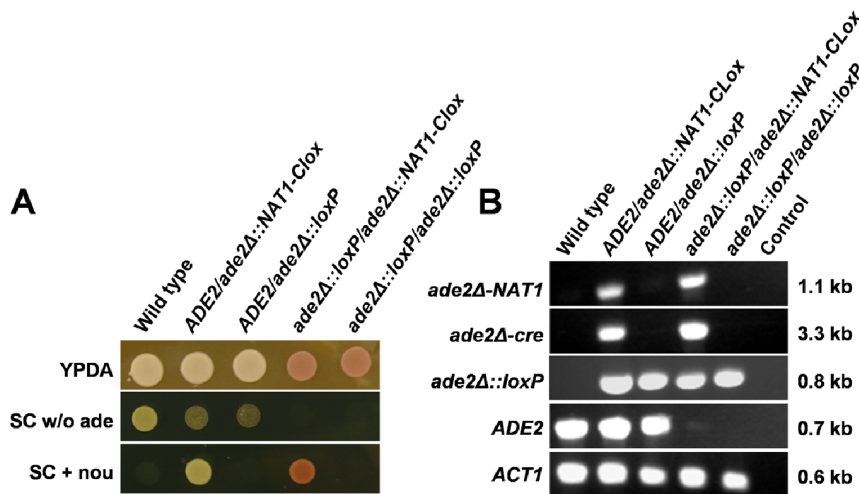 A
Wild type
ADE2/ade2Δ::NAT1-Clox
ADE2/ade2Δ::loxP
ade2Δ::loxP/ade2Δ::NAT1-Clox
ade2Δ::loxP/ade2Δ::loxP
YPDA
SC w/o ade
SC + nou
B
Wild type
ADE2/ade2Δ::NAT1-CLox
ADE2/ade2Δ::loxP
ade2Δ::loxP/ade2Δ::NAT1-CLox
ade2Δ::loxP/ade2Δ::loxP
Control
ade2Δ-NAT1 1.1 kb
ade2Δ-cre 3.3 kb
ade2Δ::loxP 0.8 kb
ADE2 0.7 kb
ACT1 0.6 kb